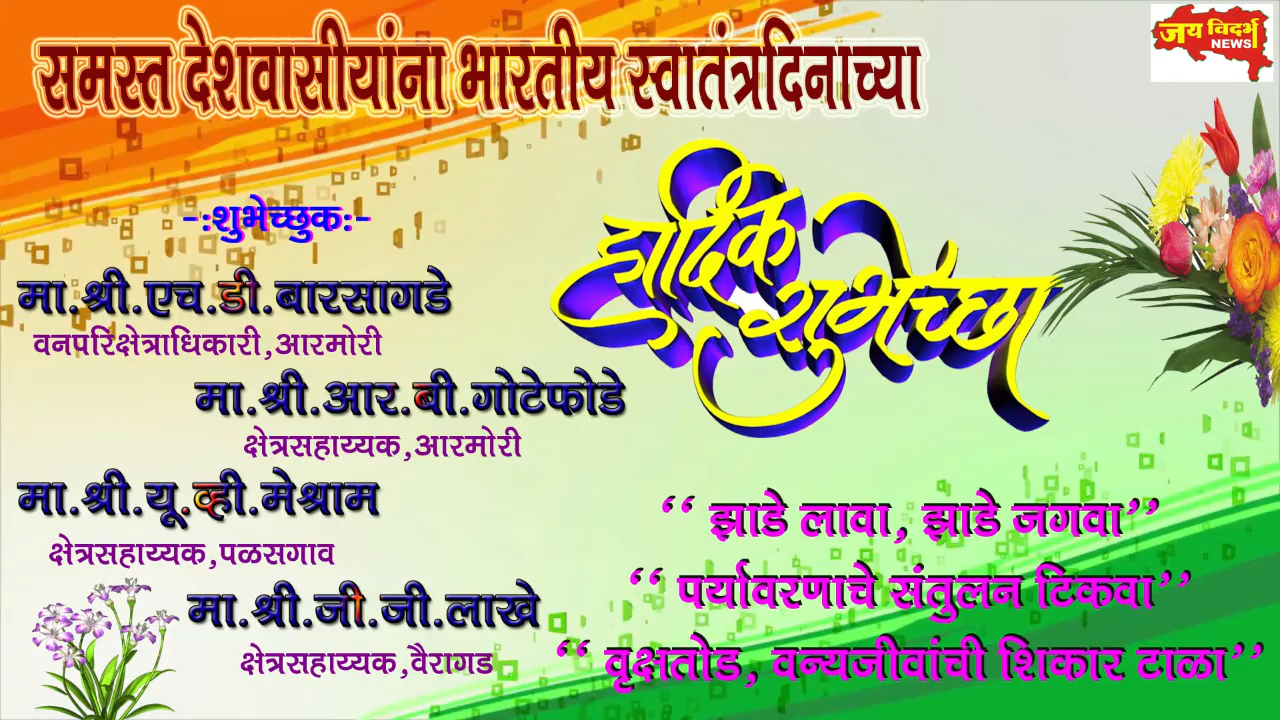 जय विदर्भ
NEWS
समस्त देशवासीयांना भारतीय स्वातंत्रदिनाच्या
हार्दिक
शुभेच्छा
-:शुभेच्छुक:-
मा.श्री.एच.डी.बारसागडे
वनपरिक्षेत्राधिकारी,आरमोरी
मा.श्री.आर.बी.गोटेफोडे
क्षेत्रसहाय्यक,आरमोरी
मा.श्री.यू.व्ही.मेश्राम
क्षेत्रसहाय्यक,पळसगाव
मा.श्री.जी.जी.लाखे
क्षेत्रसहाय्यक,वैरागड
‘‘ झाडे लावा, झाडे जगवा’’
‘‘ पर्यावरणाचे संतुलन टिकवा’’
‘‘ वृक्षतोड, वन्यजीवांची शिकार टाळा’’